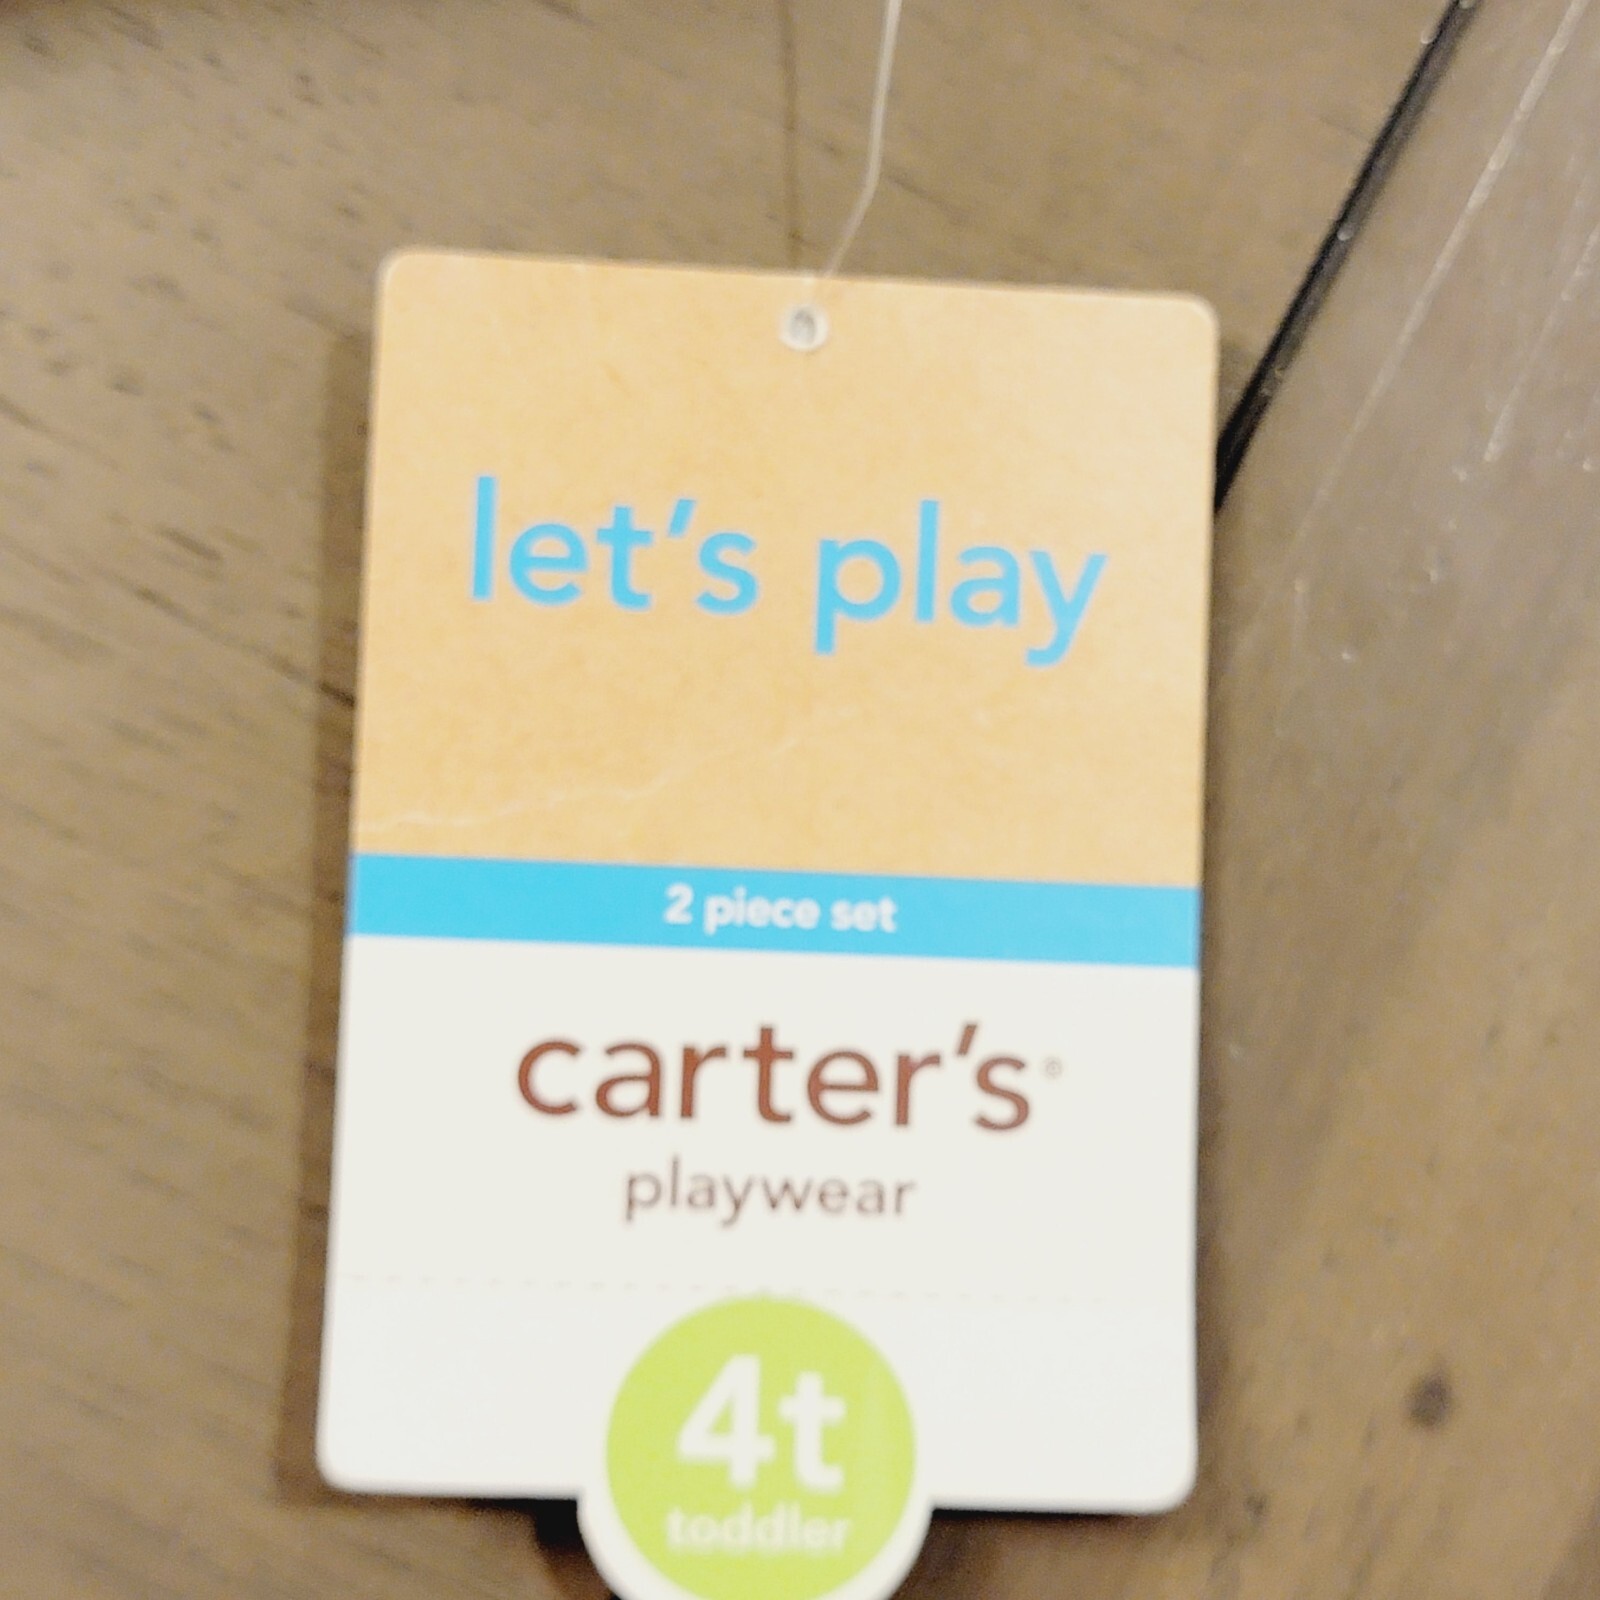 let's play
2 piece set
carter's®
playwear
4t
toddler